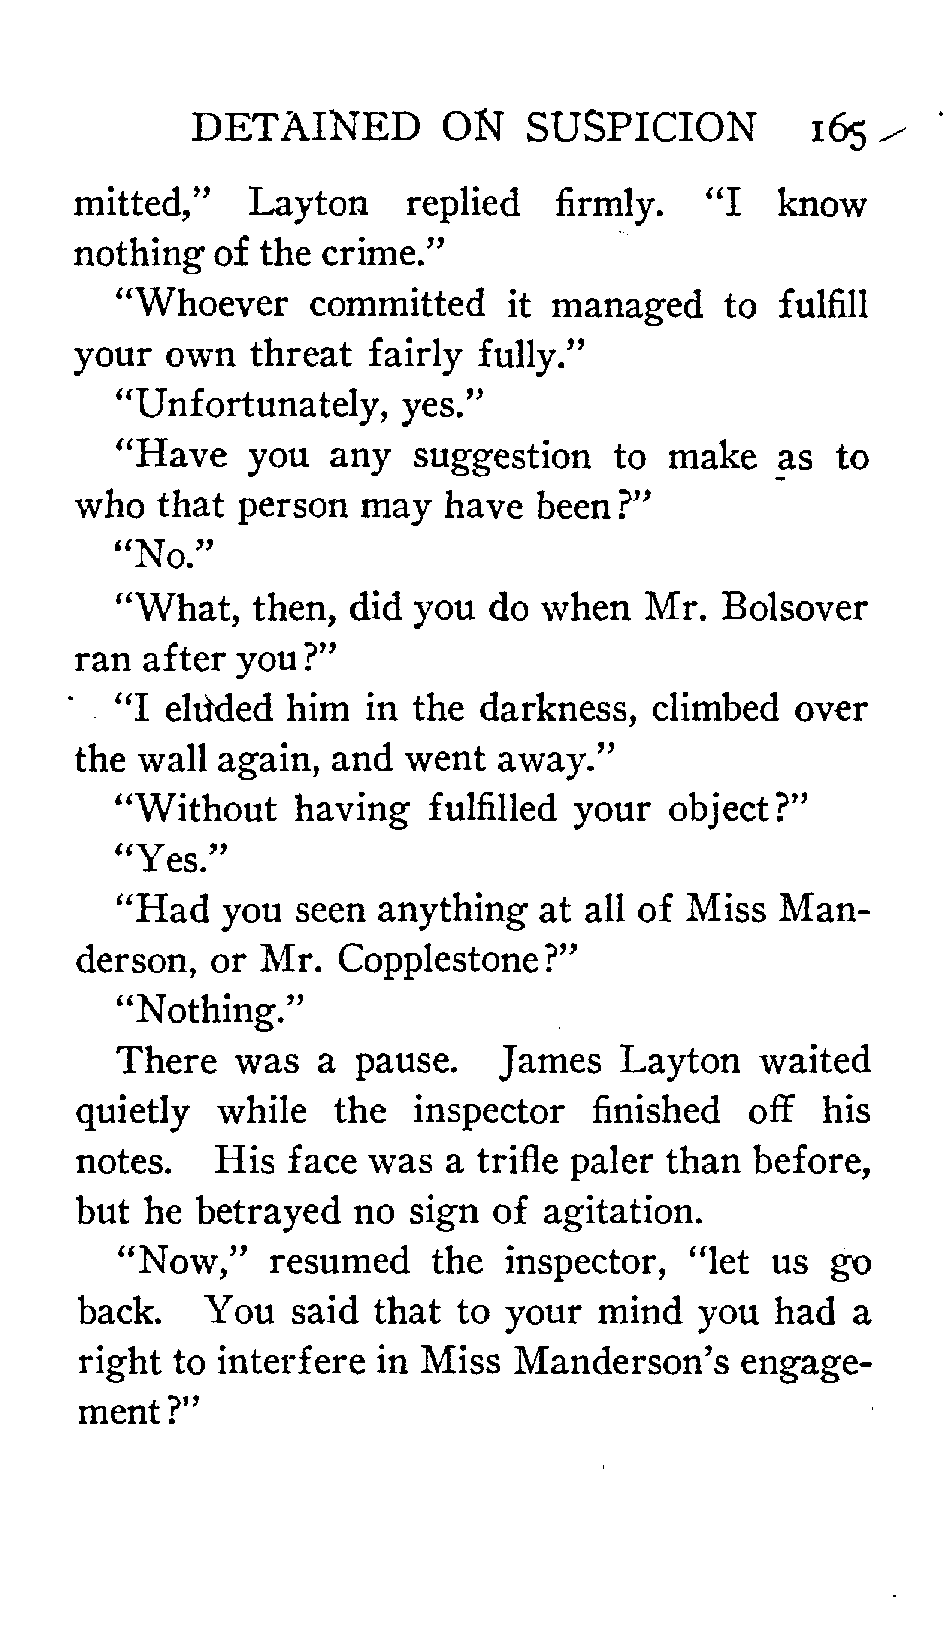 DETAINED ON SUSPICION 165
mitted," Layton replied firmly. "I know
nothing of the crime."
"Whoever committed it managed to fulfill
your own threat fairly fully."
"Unfortunately, yes."
"Have you any suggestion to make as to
who that person may have been?"
"No."
"What, then, did you do when Mr. Bolsover
ran after you?"
"I eluded him in the darkness, climbed over
the wall again, and went away."
"Without having fulfilled your object?"
"Yes."
"Had you seen anything at all of Miss Man-
derson, or Mr. Copplestone?"
"Nothing."
There was a pause. James Layton waited
quietly while the inspector finished off his
notes. His face was a trifle paler than before,
but he betrayed no sign of agitation.
"Now," resumed the inspector, "let us go
back. You said that to your mind you had a
right to interfere in Miss Manderson's engage-
ment?"